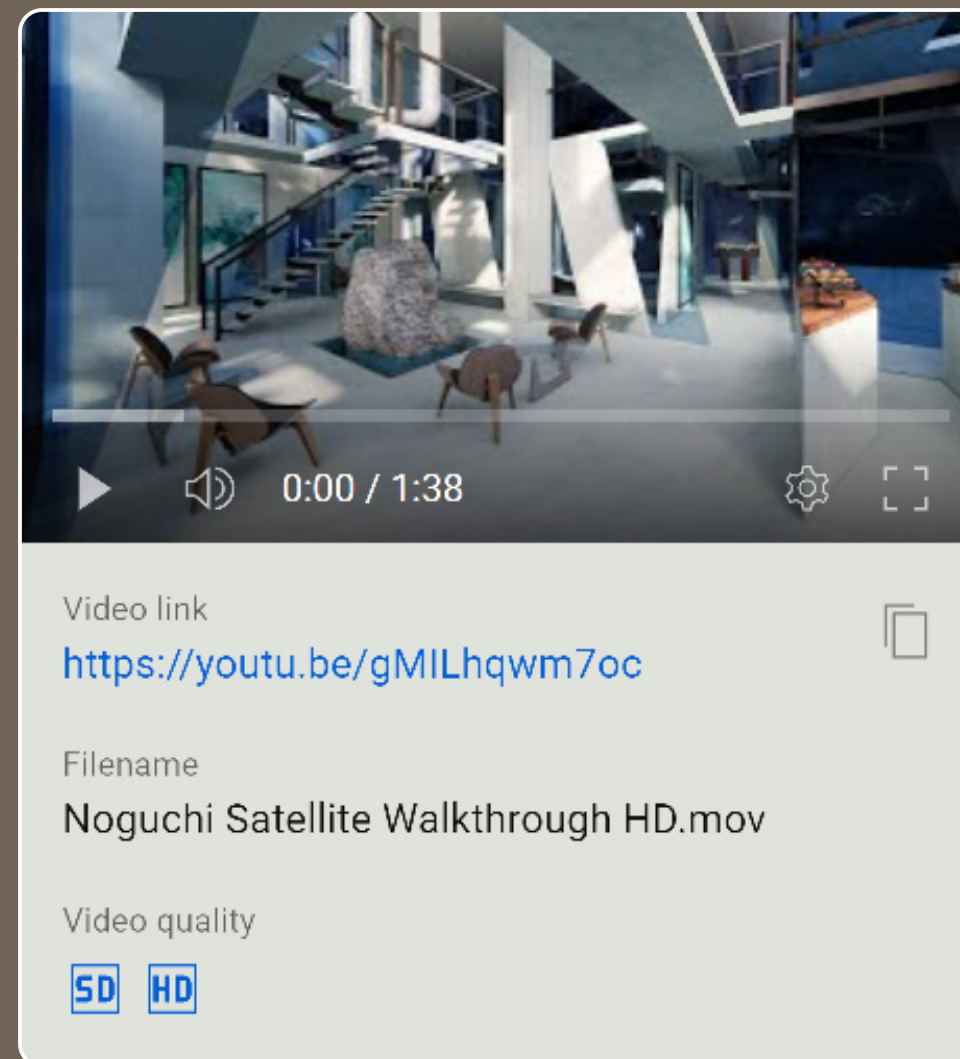 0:00 / 1:38
Video link
https://youtu.be/gMILhqwm7oc
Filename
Noguchi Satellite Walkthrough HD.mov
Video quality
SD HD